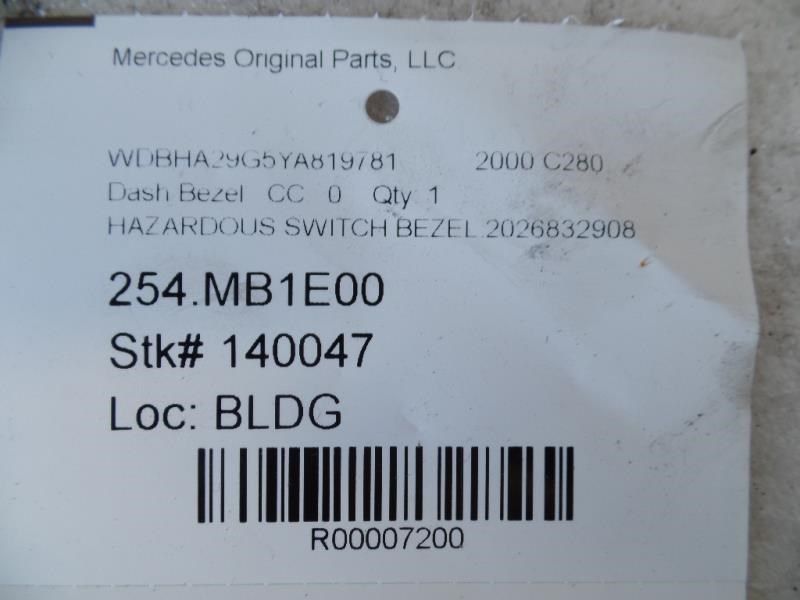 Mercedes Original Parts, LLC
WDBHA29G5YA819781 2000 C280
Dash Bezel CC 0 Qty 1
HAZARDOUS SWITCH BEZEL 2026832908
254.MB1E00
Stk# 140047
Loc: BLDG
R00007200